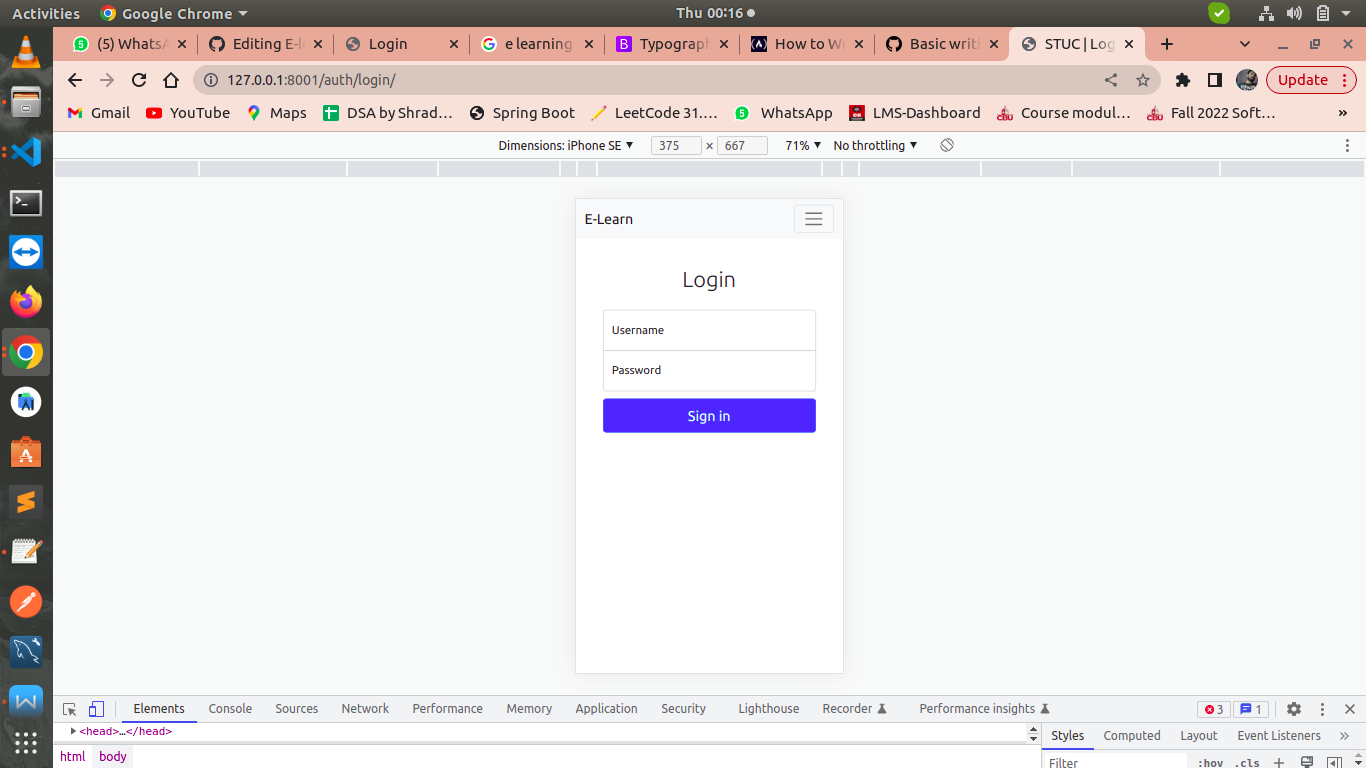 Activities Google Chrome Thu 00:16
(5) WhatsA Editing E-l Login e learning Typograph How to Wr Basic writi STUC | Log
127.0.0.1:8001/auth/login/ Update
Gmail YouTube Maps DSA by Shrad... Spring Boot LeetCode 31.... WhatsApp LMS-Dashboard Course modul... Fall 2022 Soft... »
Dimensions: iPhone SE 375 × 667 71% No throttling
E-Learn
Login
Username
Password
Sign in
Elements Console Sources Network Performance Memory Application Security Lighthouse Recorder Performance insights 3 1
<head>…</head>
Styles Computed Layout Event Listeners »
html body
Filter :hov .cls +